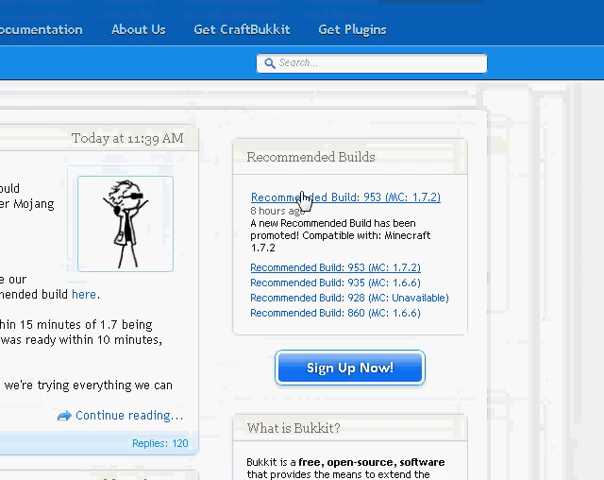 ocumentation About Us Get CraftBukkit Get Plugins
Search...
Today at 11:39 AM
ould
er Mojang
e our
mended build here.
hin 15 minutes of 1.7 being
was ready within 10 minutes,
we're trying everything we can
Continue reading...
Replies: 120
Recommended Builds
Recommended Build: 953 (MC: 1.7.2)
8 hours ago
A new Recommended Build has been
promoted! Compatible with: Minecraft
1.7.2
Recommended Build: 953 (MC: 1.7.2)
Recommended Build: 935 (MC: 1.6.6)
Recommended Build: 928 (MC: Unavailable)
Recommended Build: 860 (MC: 1.6.6)
Sign Up Now!
What is Bukkit?
Bukkit is a free, open-source, software
that provides the means to extend the